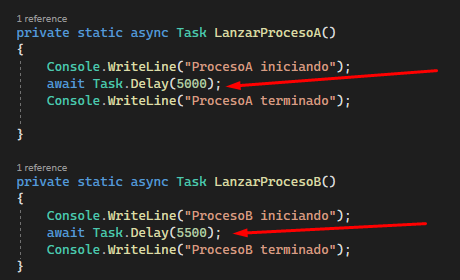 1 reference
private static async Task LanzarProcesoA()
{
Console.WriteLine("ProcesoA iniciando");
await Task.Delay(5000);
Console.WriteLine("ProcesoA terminado");
}
1 reference
private static async Task LanzarProcesoB()
{
Console.WriteLine("ProcesoB iniciando");
await Task.Delay(5500);
Console.WriteLine("ProcesoB terminado");
}